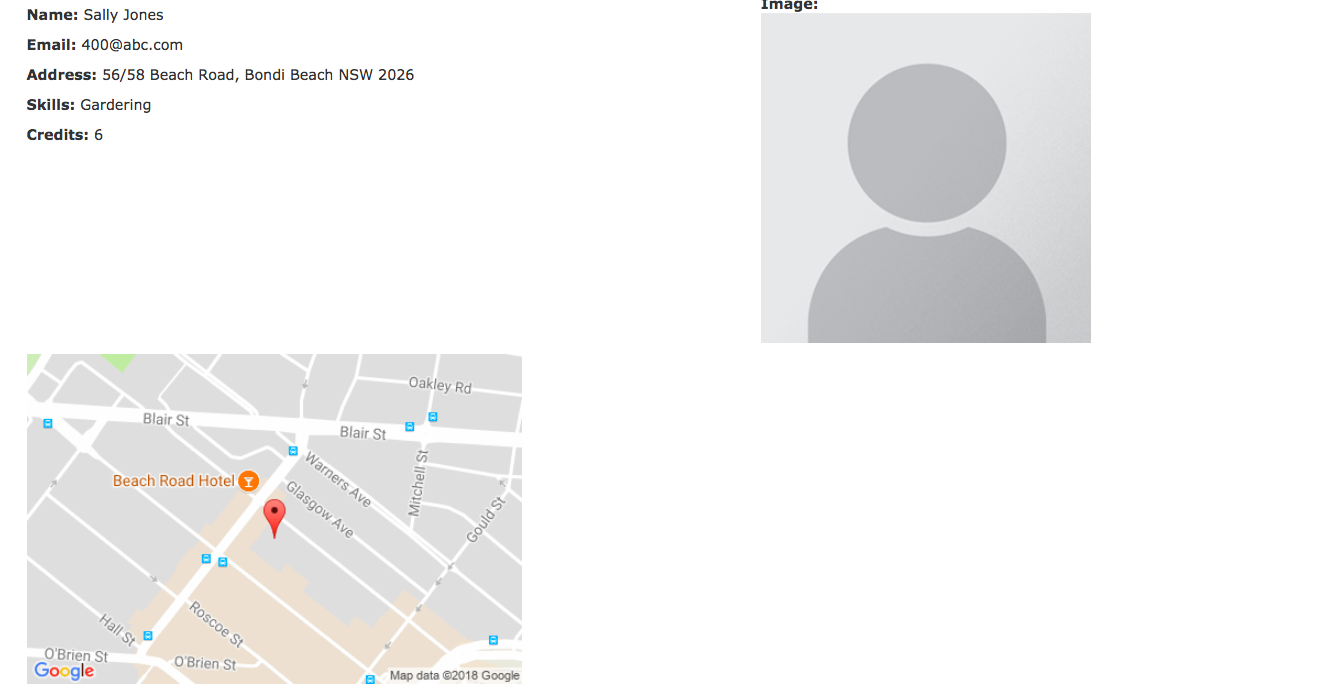 Name: Sally Jones
Image:
Email: 400@abc.com
Address: 56/58 Beach Road, Bondi Beach NSW 2026
Skills: Gardering
Credits: 6
Oakley Rd
Blair St
Blair St
Warners Ave
Mitchell St
Beach Road Hotel
Glasgow Ave
Gould St
Hall St
Roscoe St
O'Brien St
O'Brien St
Google
Map data ©2018 Google